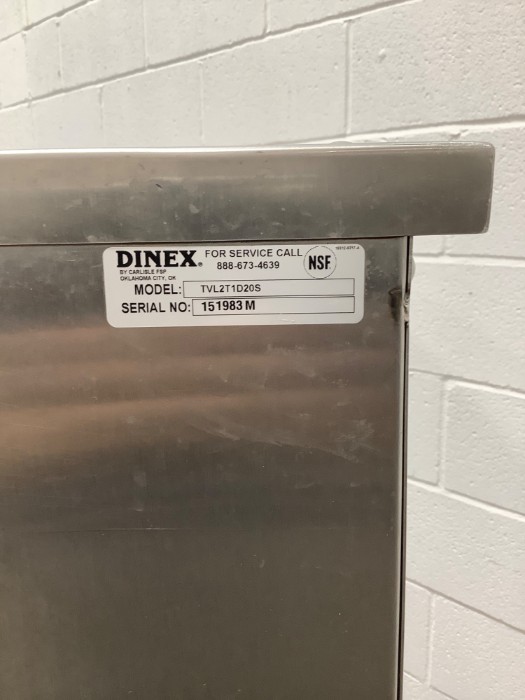 DINEX® FOR SERVICE CALL
888-673-4639
BY CARLISLE FSP
OKLAHOMA CITY, OK
NSF®
MODEL: TVL2T1D20S
SERIAL NO: 151983 M